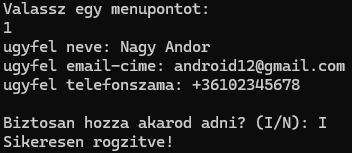 Valassz egy menupontot:
1
ugyfel neve: Nagy Andor
ugyfel email-cime: android12@gmail.com
ugyfel telefonszama: +36102345678
Biztosan hozza akarod adni? (I/N): I
Sikeresen rogzitve!